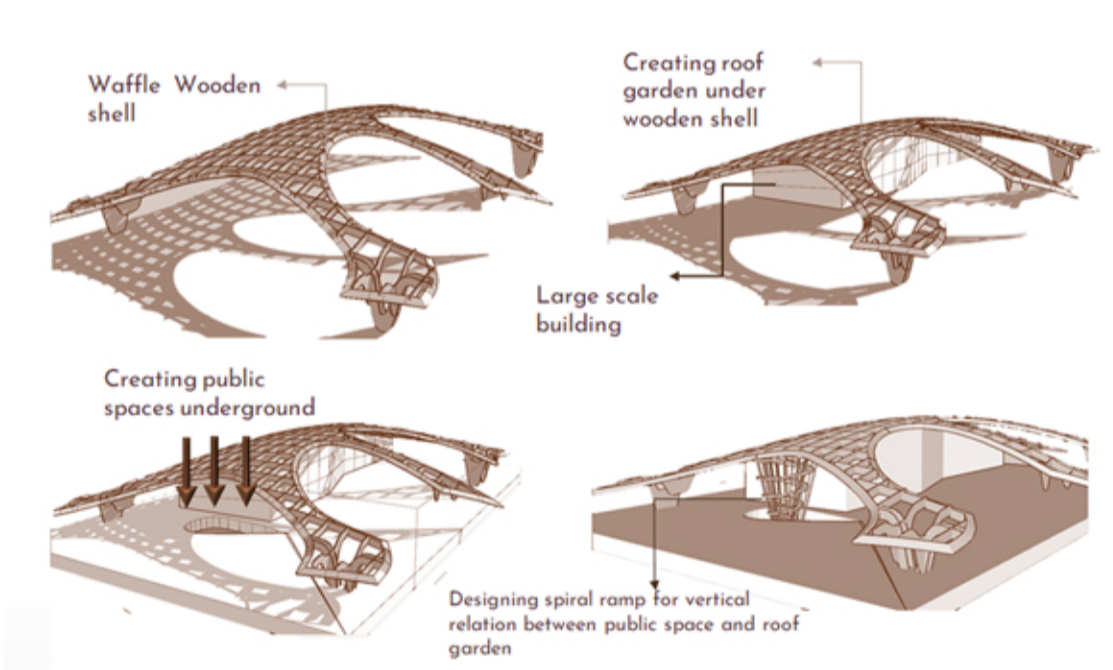 Waffle Wooden
shell
Creating roof
garden under
wooden shell
Large scale
building
Creating public
spaces underground
Designing spiral ramp for vertical
relation between public space and roof
garden